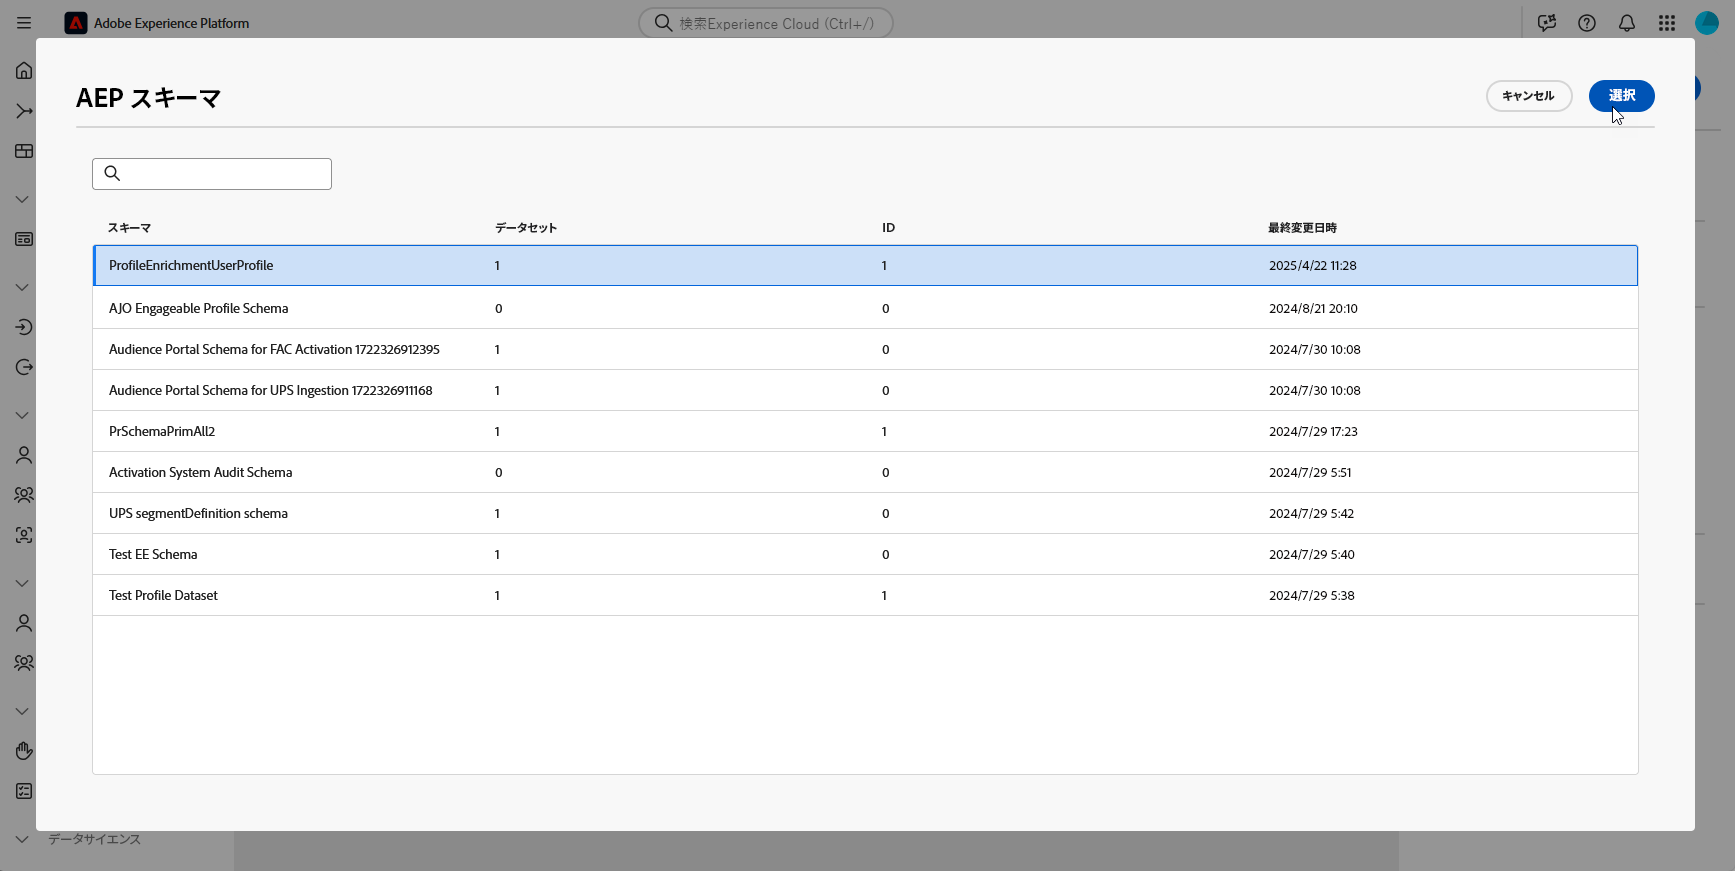 Adobe Experience Platform
検索Experience Cloud (Ctrl+/)
AEP スキーマ
キャンセル
選択
スキーマ データセット ID 最終変更日時
ProfileEnrichmentUserProfile 1 1 2025/4/22 11:28
AJO Engageable Profile Schema 0 0 2024/8/21 20:10
Audience Portal Schema for FAC Activation 1722326912395 1 0 2024/7/30 10:08
Audience Portal Schema for UPS Ingestion 1722326911168 1 0 2024/7/30 10:08
PrSchemaPrimAll2 1 1 2024/7/29 17:23
Activation System Audit Schema 0 0 2024/7/29 5:51
UPS segmentDefinition schema 1 0 2024/7/29 5:42
Test EE Schema 1 0 2024/7/29 5:40
Test Profile Dataset 1 1 2024/7/29 5:38
データサイエンス